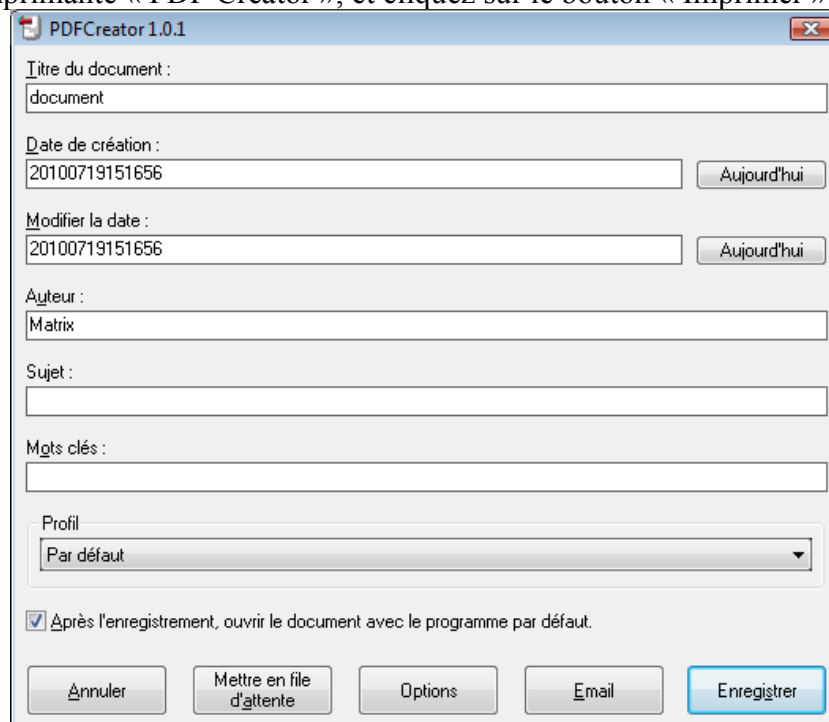 imprimante « PDF Creator », et cliquez sur le bouton « Imprimer »
PDFCreator 1.0.1
Titre du document :
document
Date de création :
20100719151656
Aujourd'hui
Modifier la date :
20100719151656
Aujourd'hui
Auteur :
Matrix
Sujet :
Mots clés :
Profil
Par défaut
Après l'enregistrement, ouvrir le document avec le programme par défaut.
Annuler
Mettre en file
d'attente
Options
Email
Enregistrer